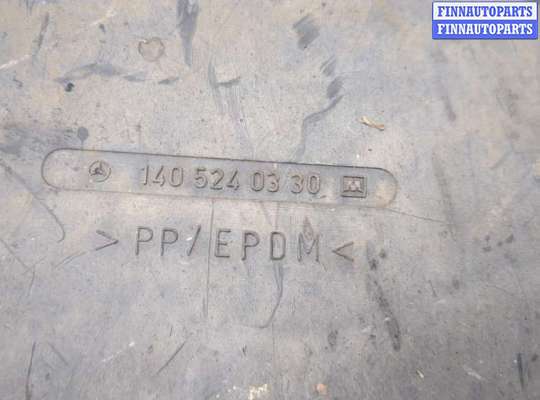 FINNAUTOPARTS
FINNAUTOPARTS
140 524 03 30
> PP/EPDM <